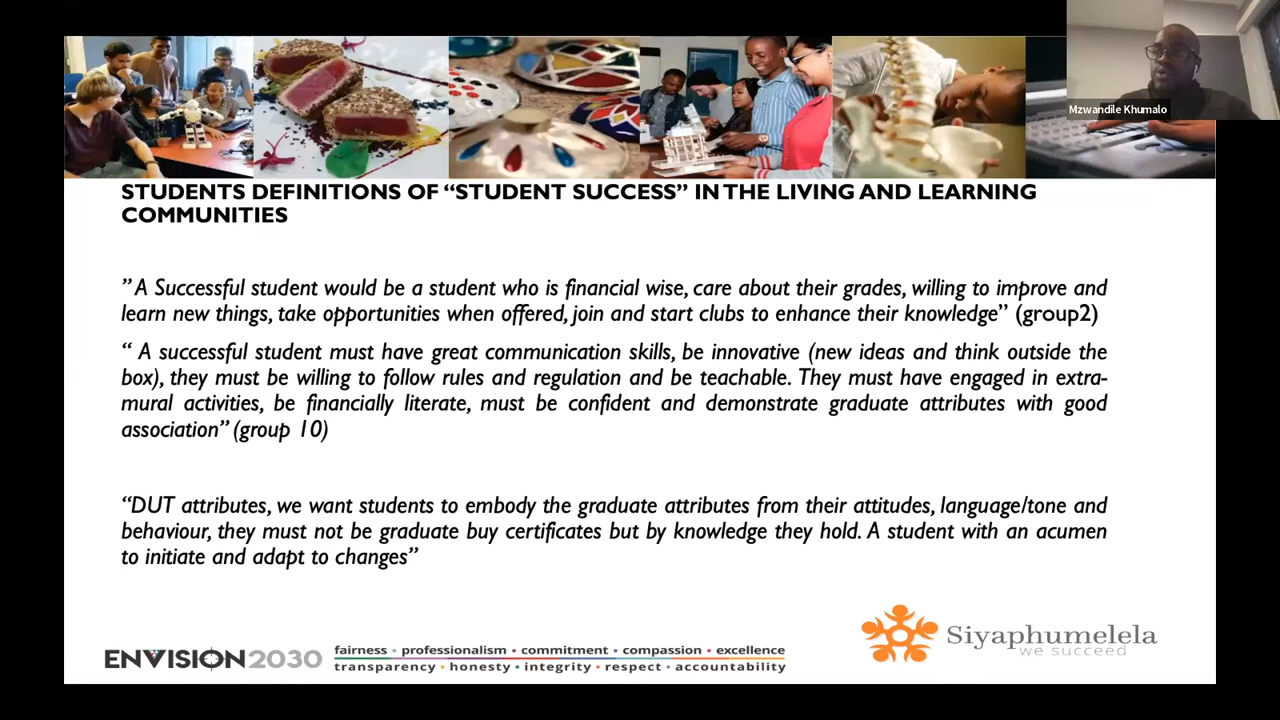 Mzwandile Khumalo
STUDENTS DEFINITIONS OF “STUDENT SUCCESS” IN THE LIVING AND LEARNING
COMMUNITIES
” A Successful student would be a student who is financial wise, care about their grades, willing to improve and
learn new things, take opportunities when offered, join and start clubs to enhance their knowledge” (group2)
“ A successful student must have great communication skills, be innovative (new ideas and think outside the
box), they must be willing to follow rules and regulation and be teachable. They must have engaged in extra-
mural activities, be financially literate, must be confident and demonstrate graduate attributes with good
association” (group 10)
“DUT attributes, we want students to embody the graduate attributes from their attitudes, language/tone and
behaviour, they must not be graduate buy certificates but by knowledge they hold. A student with an acumen
to initiate and adapt to changes”
ENVISION2030
fairness • professionalism • commitment • compassion • excellence
transparency • honesty • integrity • respect • accountability
Siyaphumelela
we succeed